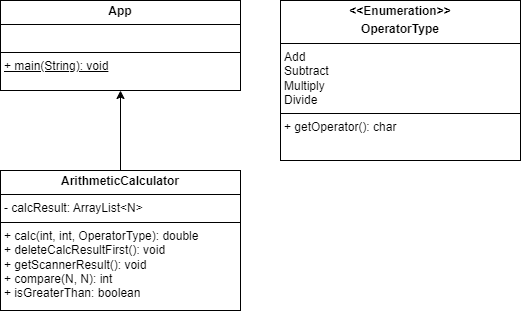 App
+ main(String): void
<<Enumeration>>
OperatorType
Add
Subtract
Multiply
Divide
+ getOperator(): char
ArithmeticCalculator
- calcResult: ArrayList<N>
+ calc(int, int, OperatorType): double
+ deleteCalcResultFirst(): void
+ getScannerResult(): void
+ compare(N, N): int
+ isGreaterThan: boolean